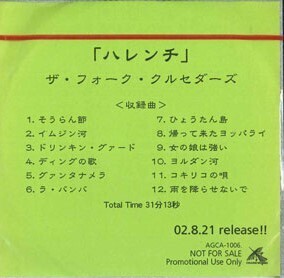 「ハレンチ」
ザ・フォーク・クルセダーズ
＜収録曲＞
1.そうらん節
2.イムジン河
3.ドリンキン・グァード
4.ディングの歌
5.グァンタナメラ
6.ラ・バンバ
7.ひょうたん島
8.帰って来たヨッパライ
9.女の娘は強い
10.ヨルダン河
11.コキリコの唄
12.雨を降らせないで
Total Time 31分13秒
02.8.21 release!!
AGCA-1006.
NOT FOR SALE
Promotional Use Only